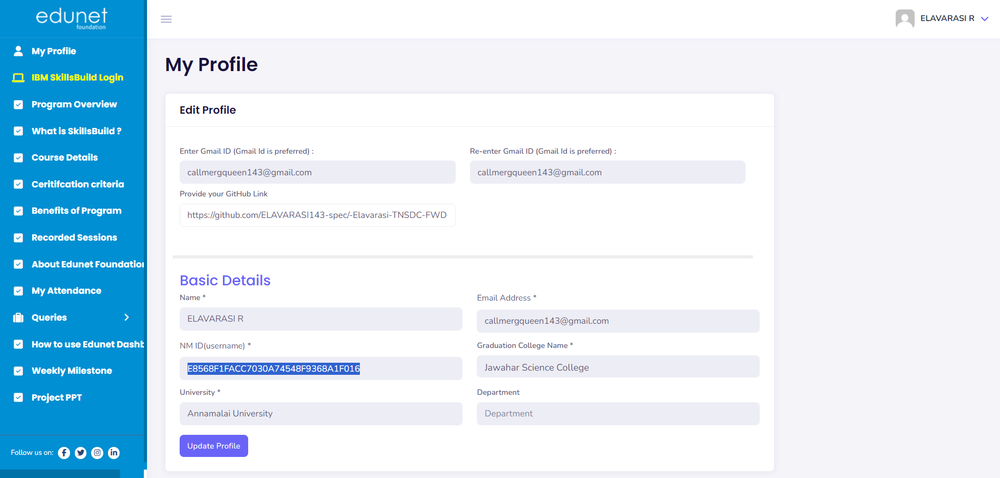 edunet
foundation
My Profile
IBM SkillsBuild Login
Program Overview
What is SkillsBuild ?
Course Details
Ceritifcation criteria
Benefits of Program
Recorded Sessions
About Edunet Foundation
My Attendance
Queries
How to use Edunet Dashb
Weekly Milestone
Project PPT
Follow us on:
ELAVARASI R
My Profile
Edit Profile
Enter Gmail ID (Gmail Id is preferred) :
Re-enter Gmail ID (Gmail Id is preferred) :
callmergqueen143@gmail.com
callmergqueen143@gmail.com
Provide your GitHub Link
https://github.com/ELAVARASI143-spec/-Elavarasi-TNSDC-FWD-
Basic Details
Name *
Email Address *
ELAVARASI R
callmergqueen143@gmail.com
NM ID(username) *
Graduation College Name *
E8568F1FACC7030A74548F9368A1F016
Jawahar Science College
University *
Department
Annamalai University
Department
Update Profile